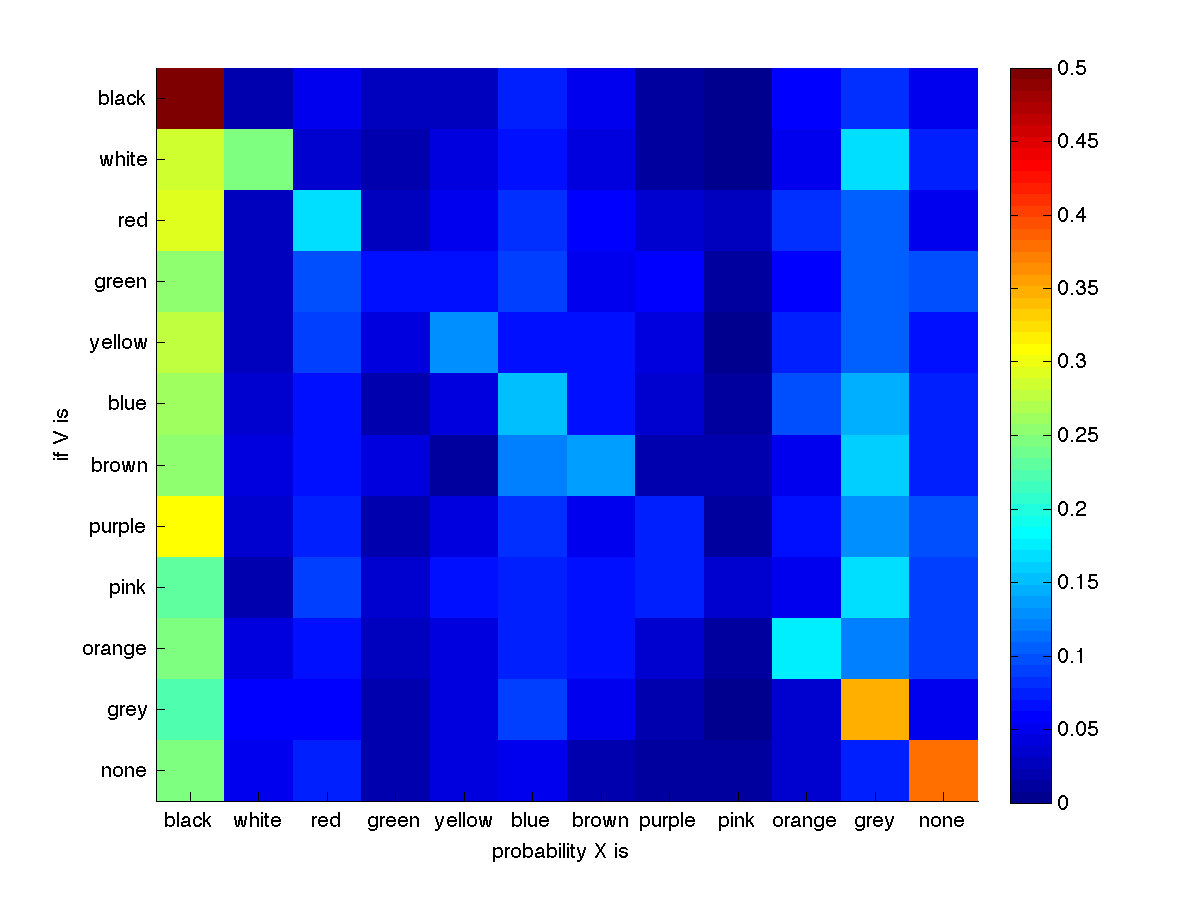 black
white
red
green
yellow
blue
brown
purple
pink
orange
grey
none
if V is
black white red green yellow blue brown purple pink orange grey none
probability X is
0.5
0.45
0.4
0.35
0.3
0.25
0.2
0.15
0.1
0.05
0